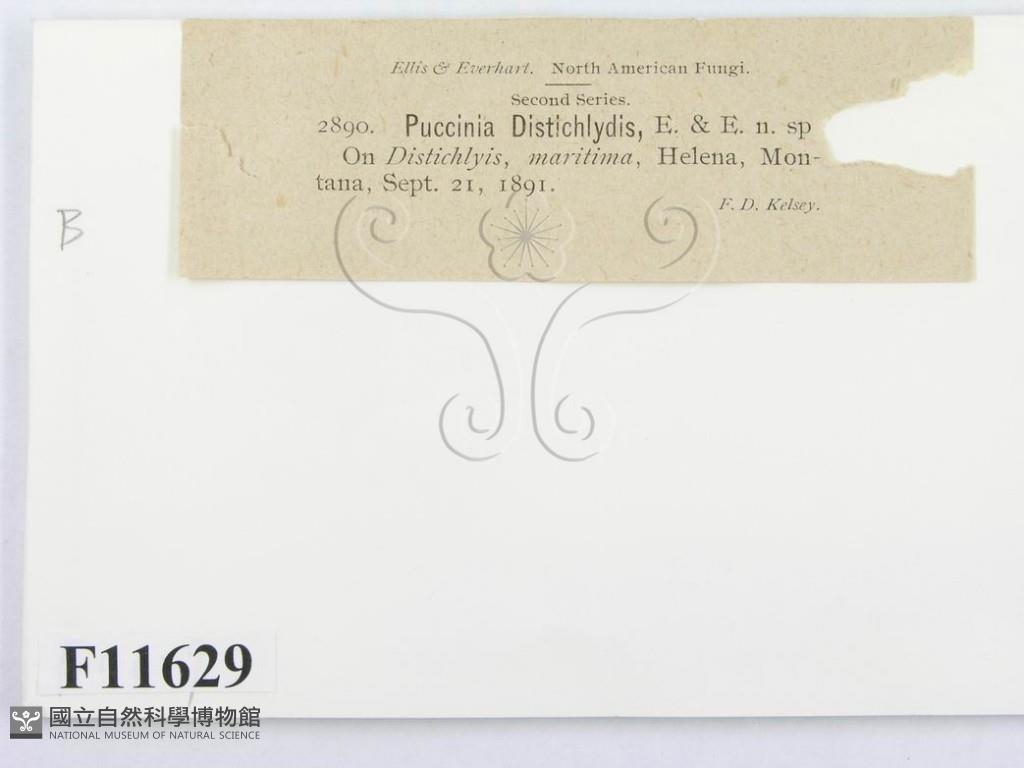 Ellis & Everhart. North American Fungi.
Second Series.
2890. Puccinia Distichlydis, E. & E. n. sp
On Distichlyis, maritima, Helena, Mon-
tana, Sept. 21, 1891.
F. D. Kelsey.
B
F11629
國立自然科學博物館
NATIONAL MUSEUM OF NATURAL SCIENCE